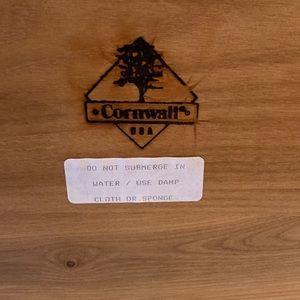 Cornwall
USA
DO NOT SUBMERGE IN
WATER / USE DAMP
CLOTH OR SPONGE